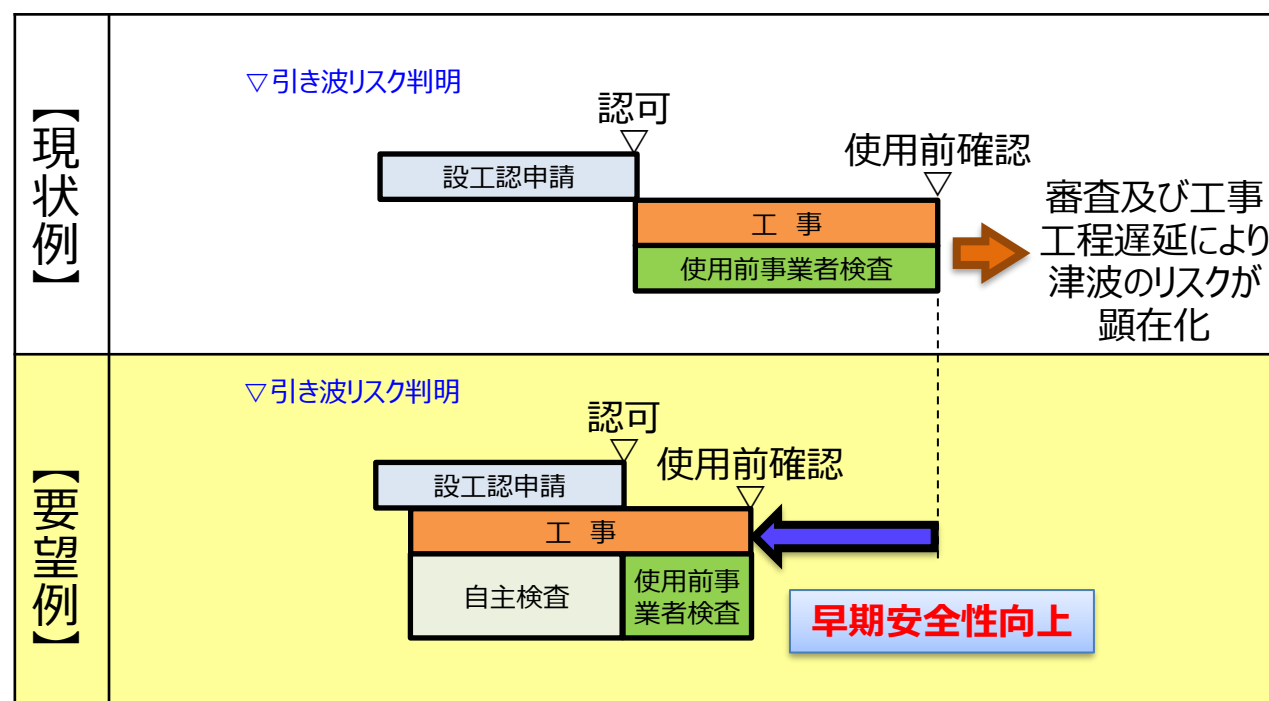 【現状例】
▽引き波リスク判明
認可
▽
使用前確認
▽
設工認申請
工 事
使用前事業者検査
審査及び工事
工程遅延により
津波のリスクが
顕在化
【要望例】
▽引き波リスク判明
認可
▽
使用前確認
▽
設工認申請
工 事
自主検査
使用前事
業者検査
早期安全性向上